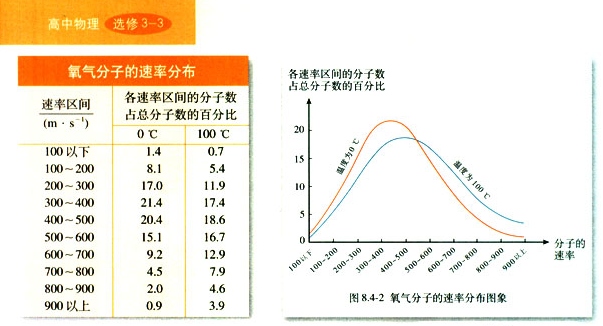 高中物理 选修 3-3
氧气分子的速率分布
速率区间
(m · s⁻¹)
各速率区间的分子数
占总分子数的百分比
0 ℃ 100 ℃
100 以下 1.4 0.7
100~200 8.1 5.4
200~300 17.0 11.9
300~400 21.4 17.4
400~500 20.4 18.6
500~600 15.1 16.7
600~700 9.2 12.9
700~800 4.5 7.9
800~900 2.0 4.6
900 以上 0.9 3.9
各速率区间的分子数
占总分子数的百分比
20
15
10
5
0
温度为0 ℃
温度为 100 ℃
100以下 100~200 200~300 300~400 400~500 500~600 600~700 700~800 800~900 900以上
分子的
速率
图 8.4-2 氧气分子的速率分布图象